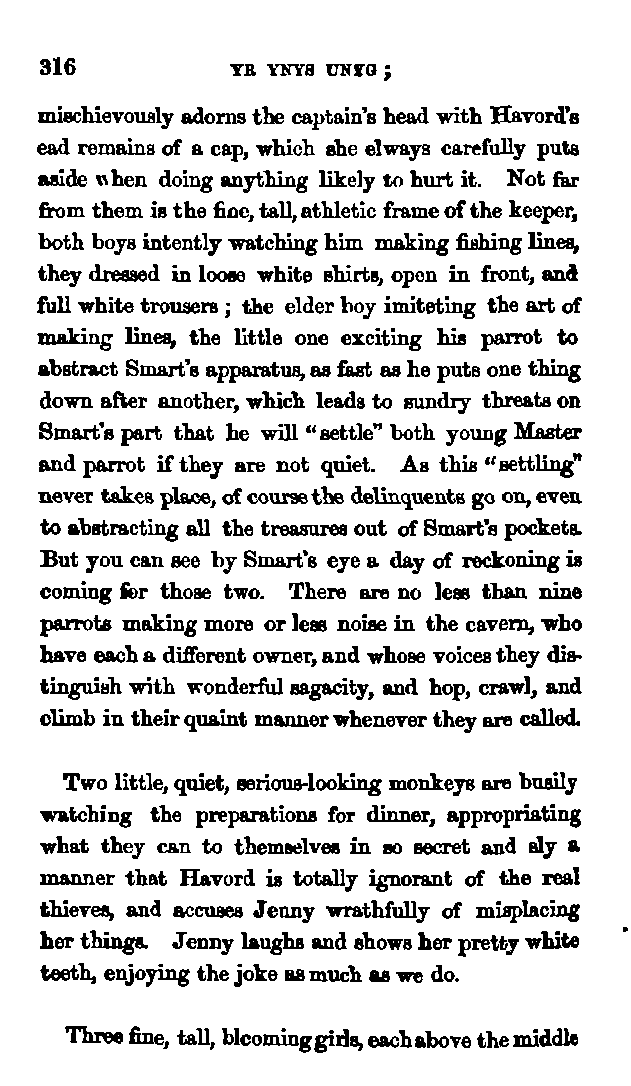 316 YR YNYS UNYG ;
mischievously adorns the captain's head with Havord's
ead remains of a cap, which she elways carefully puts
aside when doing anything likely to hurt it. Not far
from them is the fine, tall, athletic frame of the keeper,
both boys intently watching him making fishing lines,
they dressed in loose white shirts, open in front, and
full white trousers ; the elder boy imiteting the art of
making lines, the little one exciting his parrot to
abstract Smart's apparatus, as fast as he puts one thing
down after another, which leads to sundry threats on
Smart's part that he will "settle" both young Master
and parrot if they are not quiet. As this "settling"
never takes place, of course the delinquents go on, even
to abstracting all the treasures out of Smart's pockets.
But you can see by Smart's eye a day of reckoning is
coming for those two. There are no less than nine
parrots making more or less noise in the cavern, who
have each a different owner, and whose voices they dis-
tinguish with wonderful sagacity, and hop, crawl, and
climb in their quaint manner whenever they are called.
Two little, quiet, serious-looking monkeys are busily
watching the preparations for dinner, appropriating
what they can to themselves in so secret and sly a
manner that Havord is totally ignorant of the real
thieves, and accuses Jenny wrathfully of misplacing
her things. Jenny laughs and shows her pretty white
teeth, enjoying the joke as much as we do.
Three fine, tall, blcoming girls, each above the middle